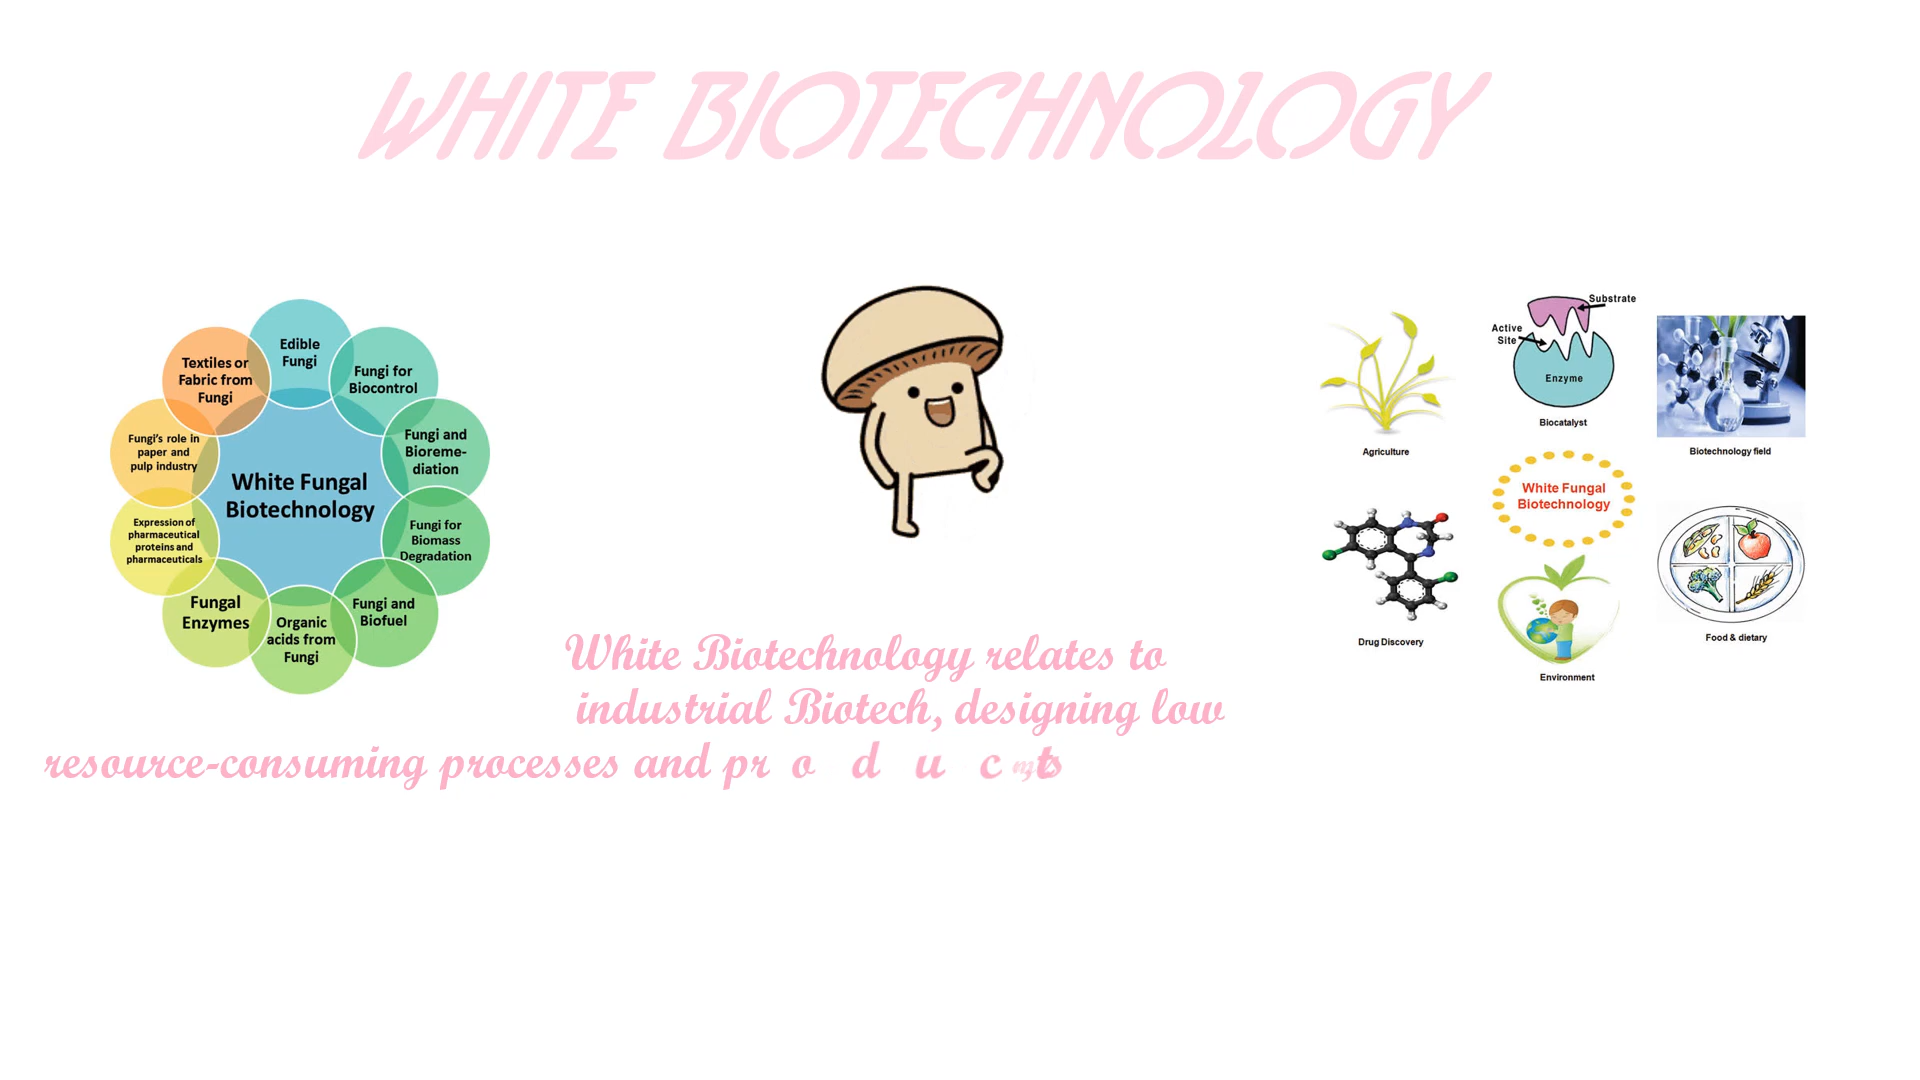 WHITE BIOTECHNOLOGY
Edible
Fungi
Fungi for
Biocontrol
Fungi and
Bioreme-
diation
Fungi for
Biomass
Degradation
Fungi and
Biofuel
Organic
acids from
Fungi
Fungal
Enzymes
Expression of
pharmaceutical
proteins and
pharmaceuticals
Fungi's role in
paper and
pulp industry
Textiles or
Fabric from
Fungi
White Fungal
Biotechnology
Substrate
Active
Site
Enzyme
Biocatalyst
Agriculture
Biotechnology field
White Fungal
Biotechnology
Drug Discovery
Food & dietary
Environment
White Biotechnology relates to
industrial Biotech, designing low
resource-consuming processes and products